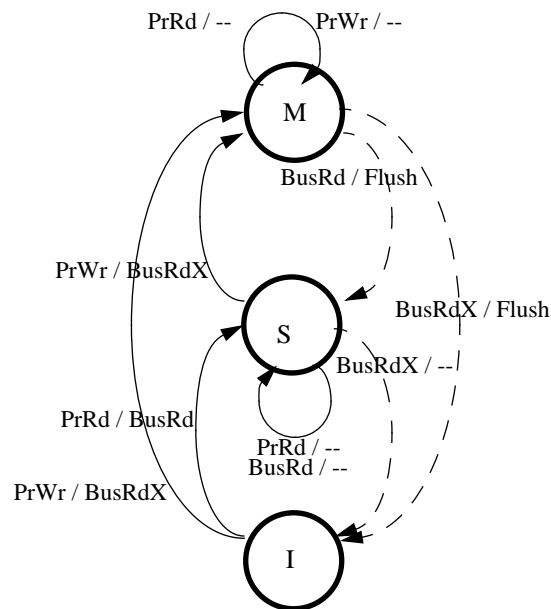 PrRd / -- PrWr / --
M
BusRd / Flush
PrWr / BusRdX
BusRdX / Flush
S
BusRdX / --
PrRd / BusRd
PrRd / --
BusRd / --
PrWr / BusRdX
I